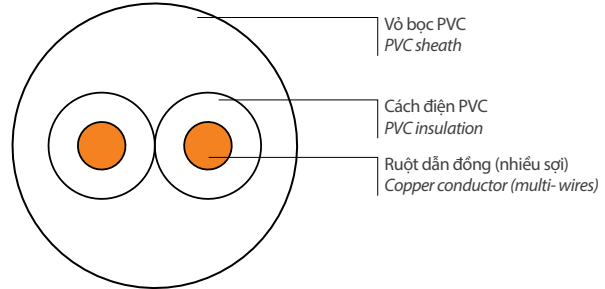 Vỏ bọc PVC
PVC sheath
Cách điện PVC
PVC insulation
Ruột dẫn đồng (nhiều sợi)
Copper conductor (multi- wires)